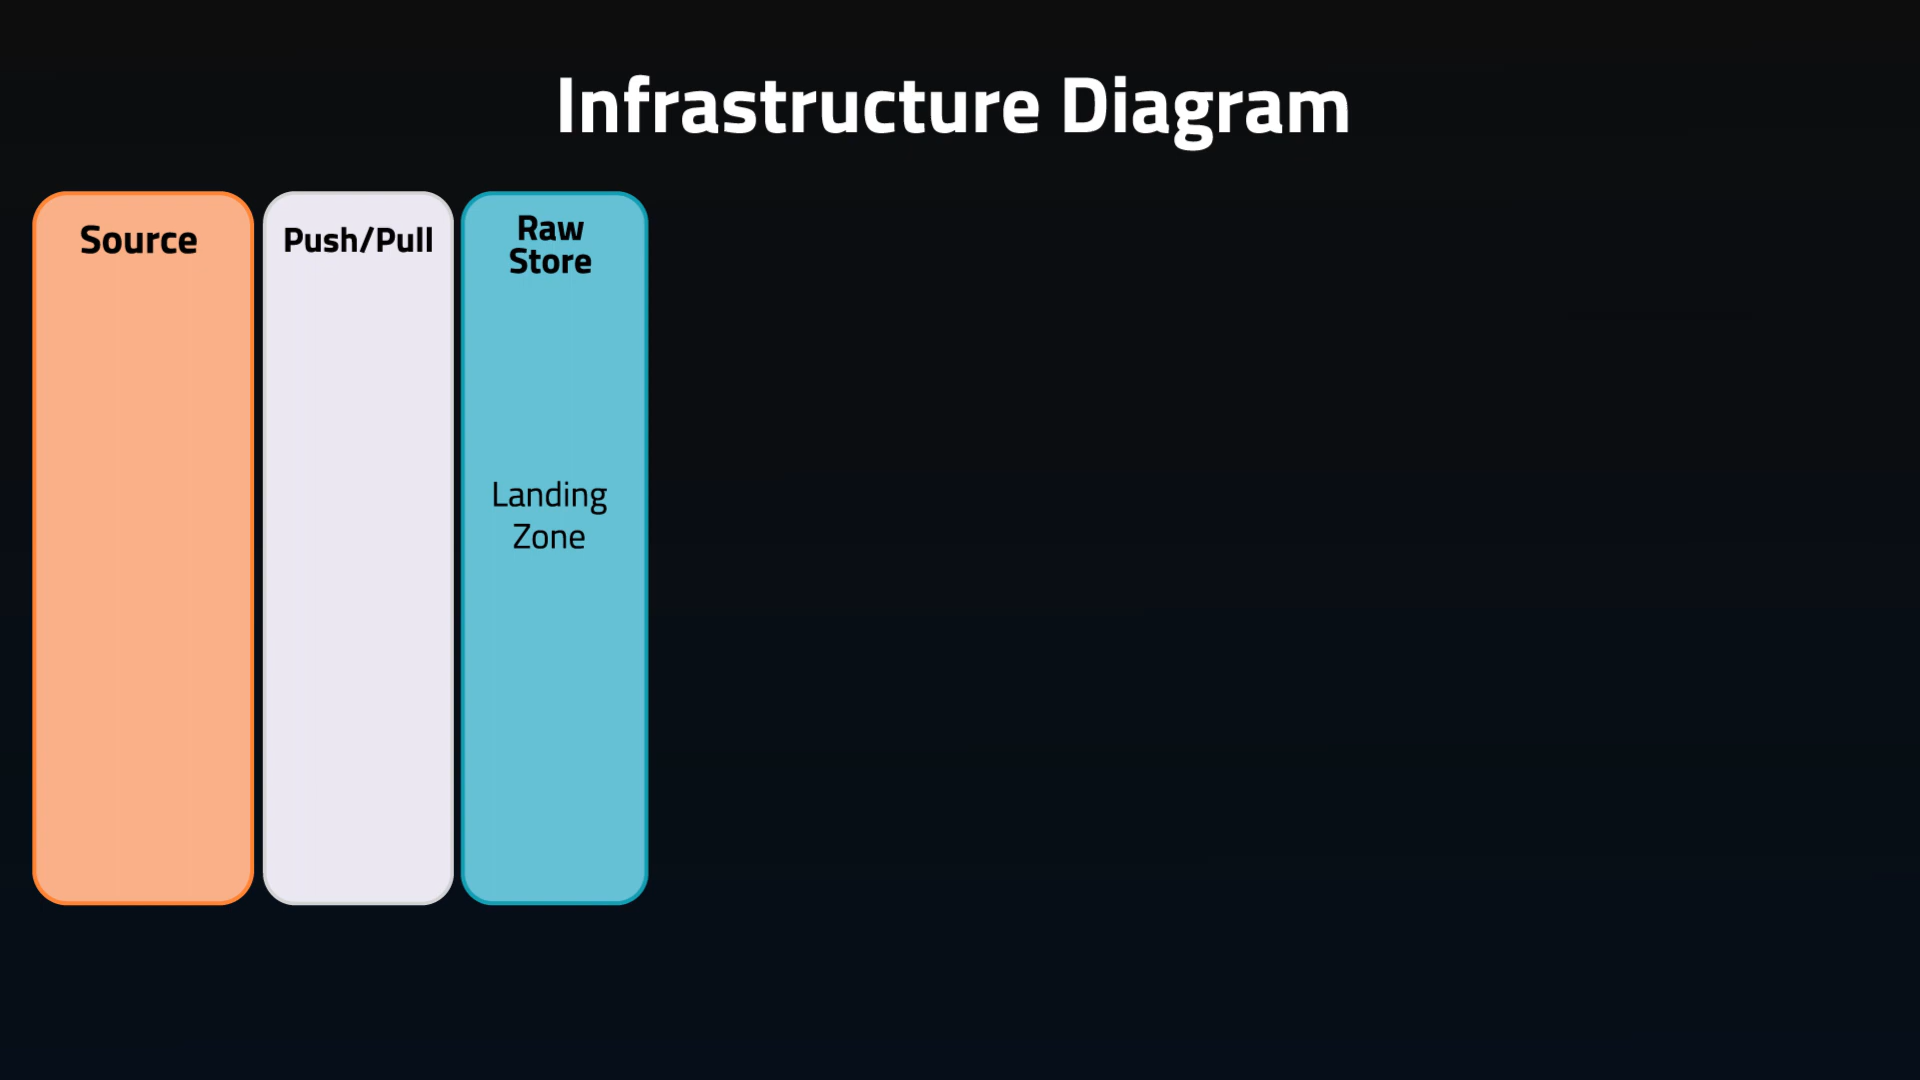 Infrastructure Diagram
Source
Push/Pull
Raw
Store
Landing
Zone